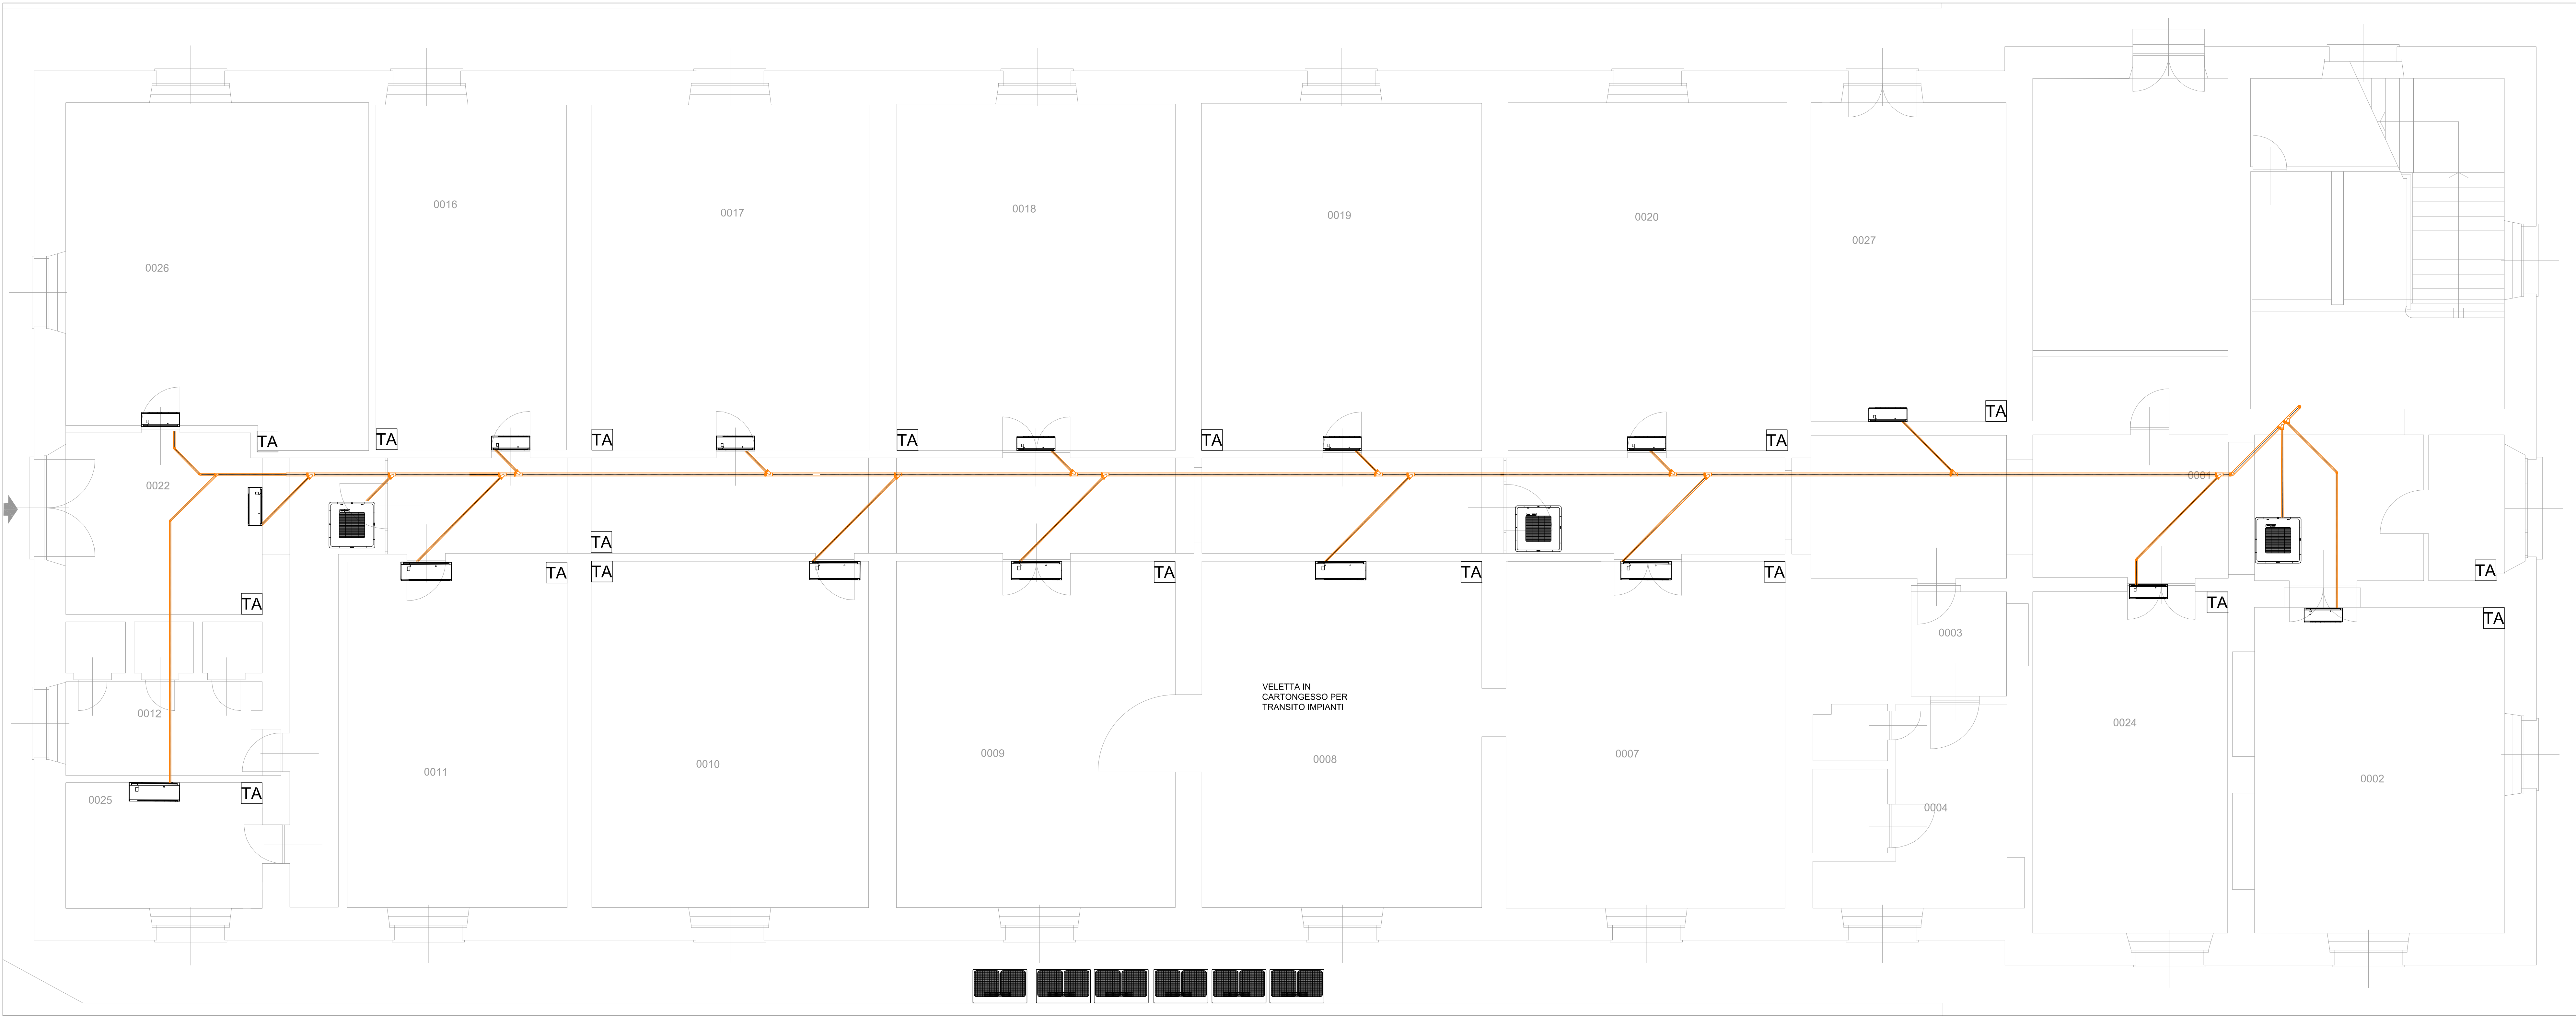 0016
0017
0018
0019
0020
0027
0026
TA
TA
TA
TA
TA
TA
TA
0022
0001
TA
TA
TA
TA
TA
TA
TA
TA
TA
TA
0003
0012
VELETTA IN
CARTONGESSO PER
TRANSITO IMPIANTI
0024
0011
0010
0009
0008
0007
0002
0025
TA
0004